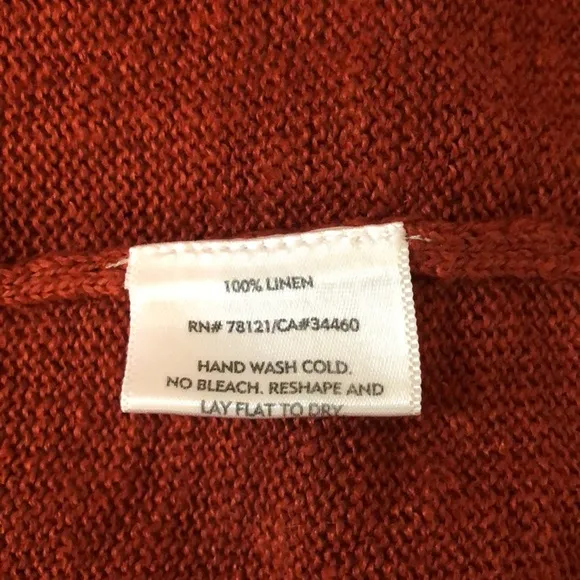 100% LINEN
RN# 78121/CA#34460
HAND WASH COLD.
NO BLEACH. RESHAPE AND
LAY FLAT TO DRY